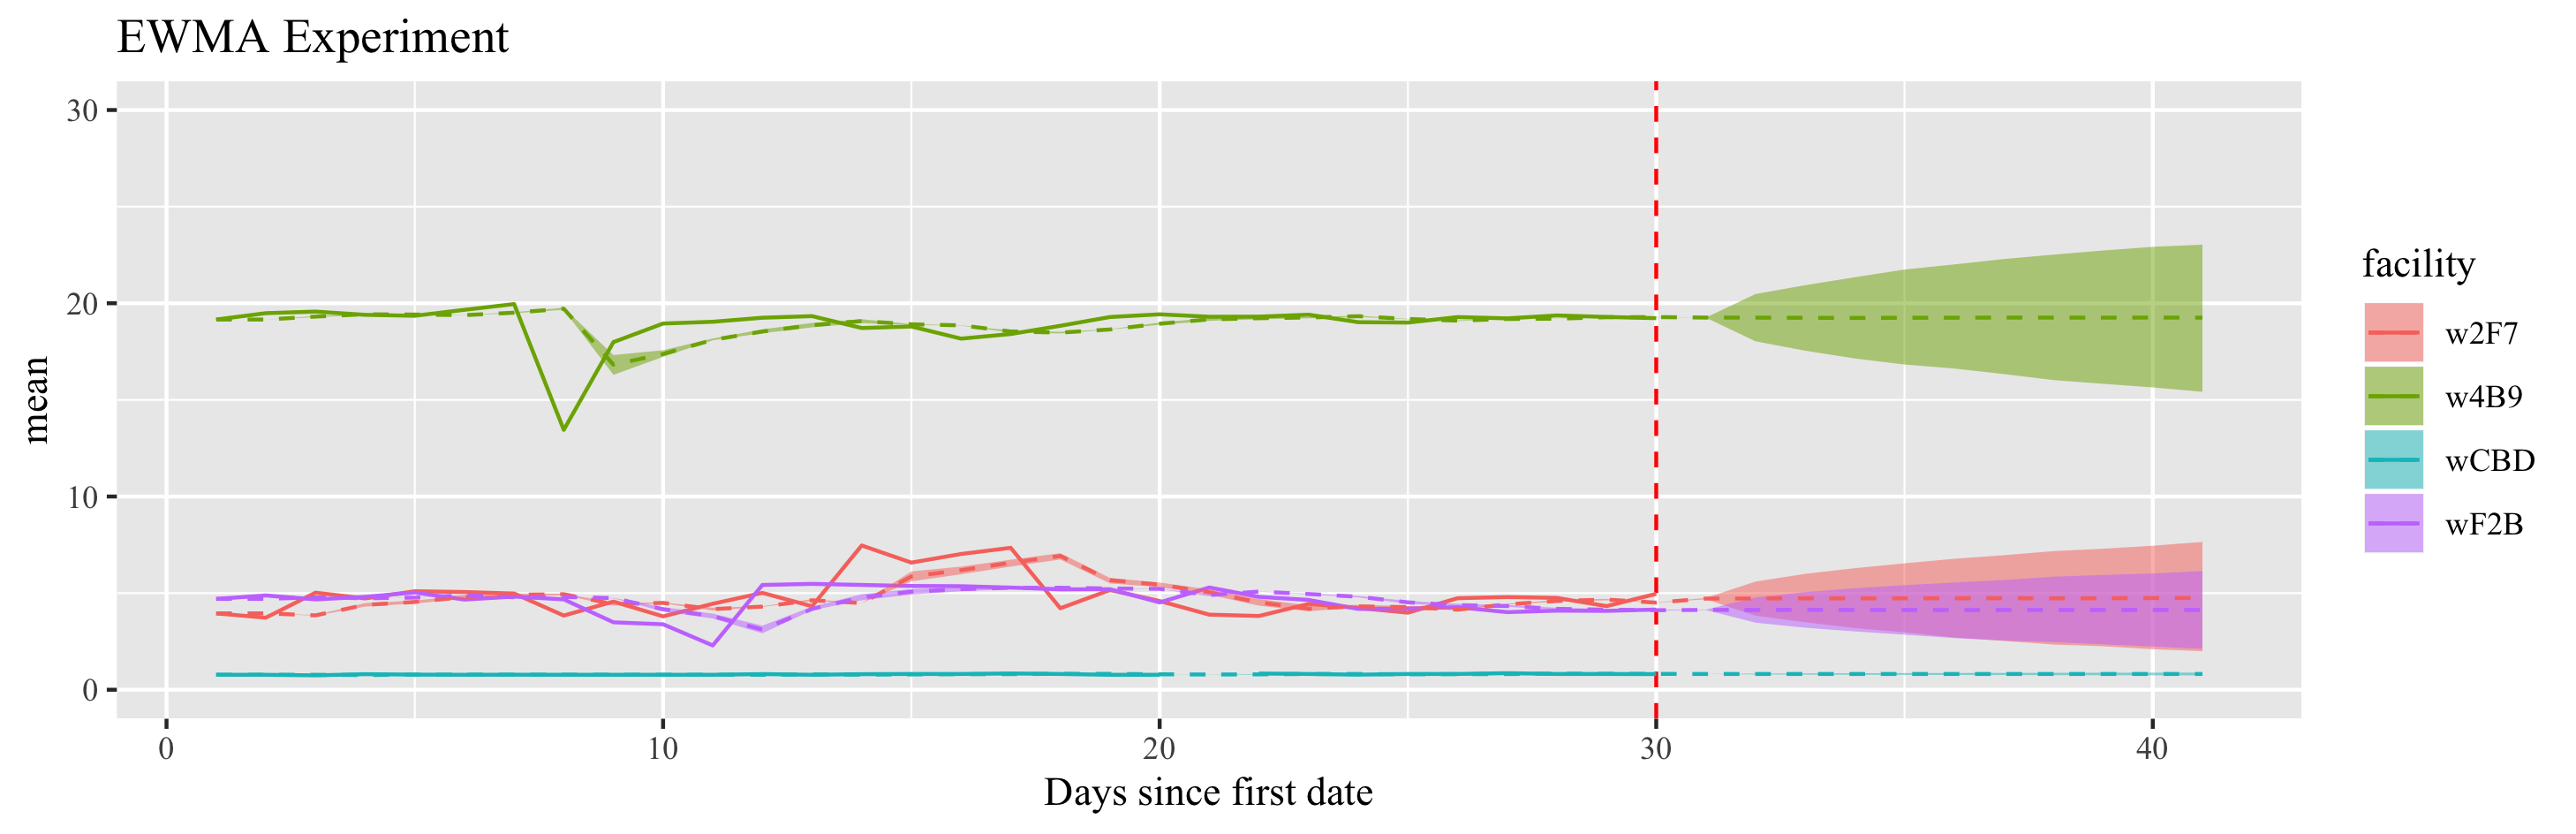 EWMA Experiment
30
20
10
0
mean
0 10 20 30 40
Days since first date
facility
w2F7
w4B9
wCBD
wF2B